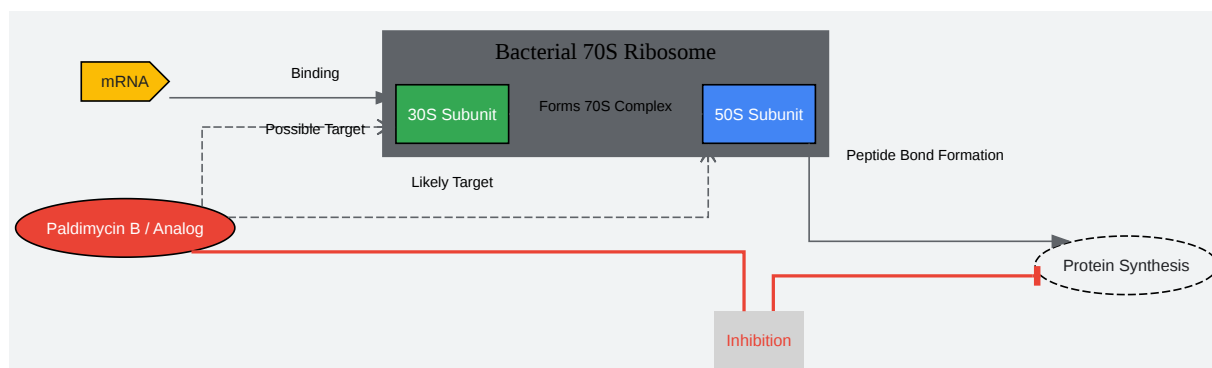 Bacterial 70S Ribosome
mRNA
Binding
30S Subunit
Forms 70S Complex
50S Subunit
Possible Target
Peptide Bond Formation
Likely Target
Paldimycin B / Analog
Protein Synthesis
Inhibition